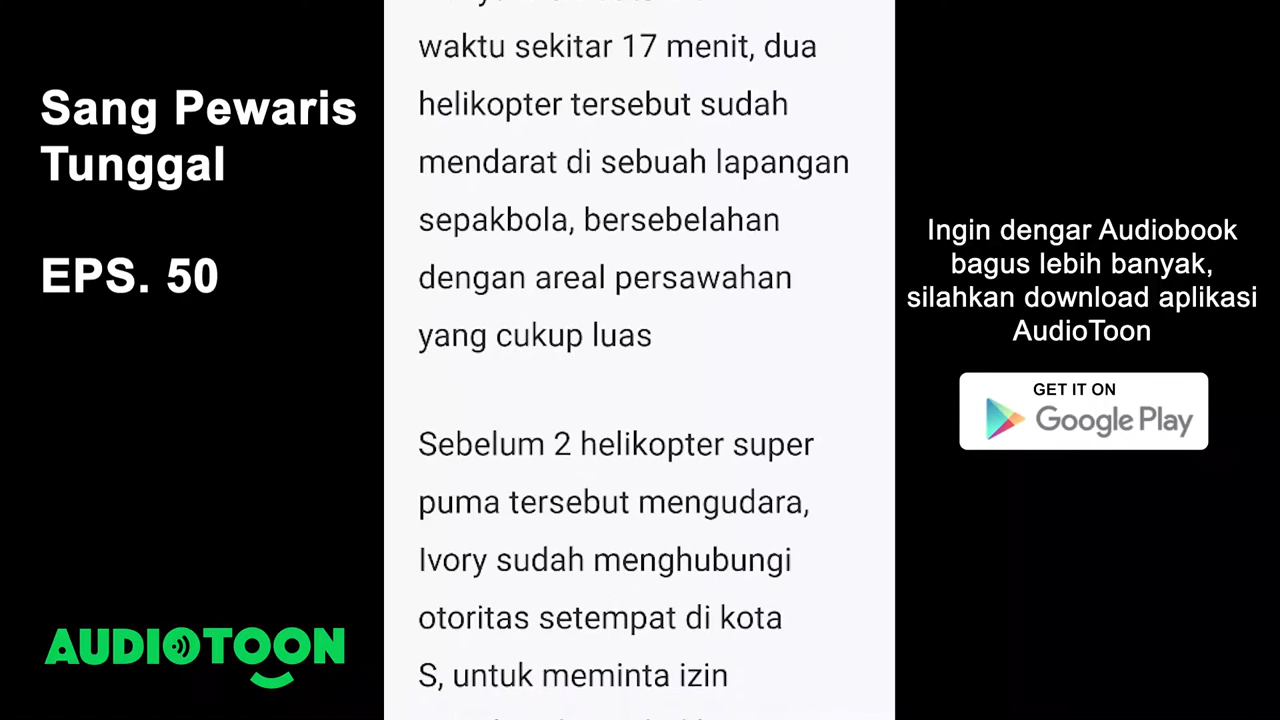 Sang Pewaris
Tunggal
EPS. 50
AUDIOTOON
waktu sekitar 17 menit, dua
helikopter tersebut sudah
mendarat di sebuah lapangan
sepakbola, bersebelahan
dengan areal persawahan
yang cukup luas
Sebelum 2 helikopter super
puma tersebut mengudara,
Ivory sudah menghubungi
otoritas setempat di kota
S, untuk meminta izin
Ingin dengar Audiobook
bagus lebih banyak,
silahkan download aplikasi
AudioToon
GET IT ON
Google Play